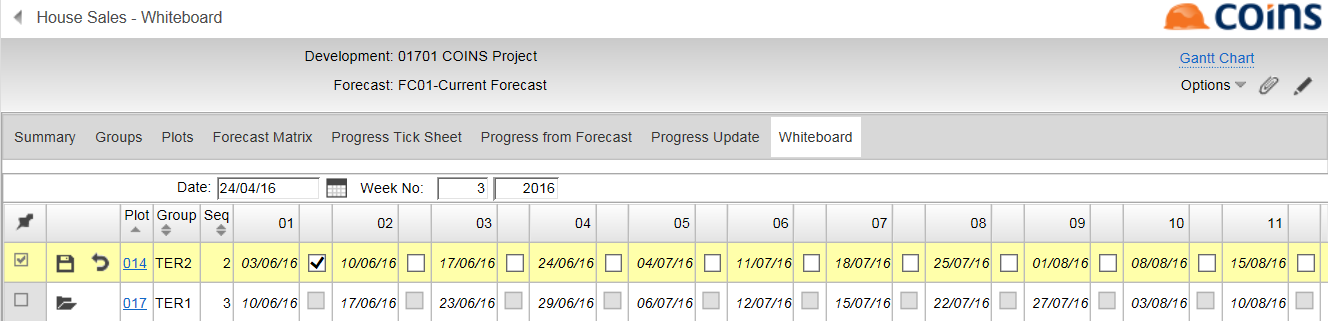 House Sales - Whiteboard
coins
Development: 01701 COINS Project
Gantt Chart
Forecast: FC01-Current Forecast
Options
Summary Groups Plots Forecast Matrix Progress Tick Sheet Progress from Forecast Progress Update Whiteboard
Date: 24/04/16 Week No: 3 2016
Plot Group Seq 01 02 03 04 05 06 07 08 09 10 11
014 TER2 2 03/06/16 10/06/16 17/06/16 24/06/16 04/07/16 11/07/16 18/07/16 25/07/16 01/08/16 08/08/16 15/08/16
017 TER1 3 10/06/16 17/06/16 23/06/16 29/06/16 06/07/16 12/07/16 15/07/16 22/07/16 27/07/16 03/08/16 10/08/16